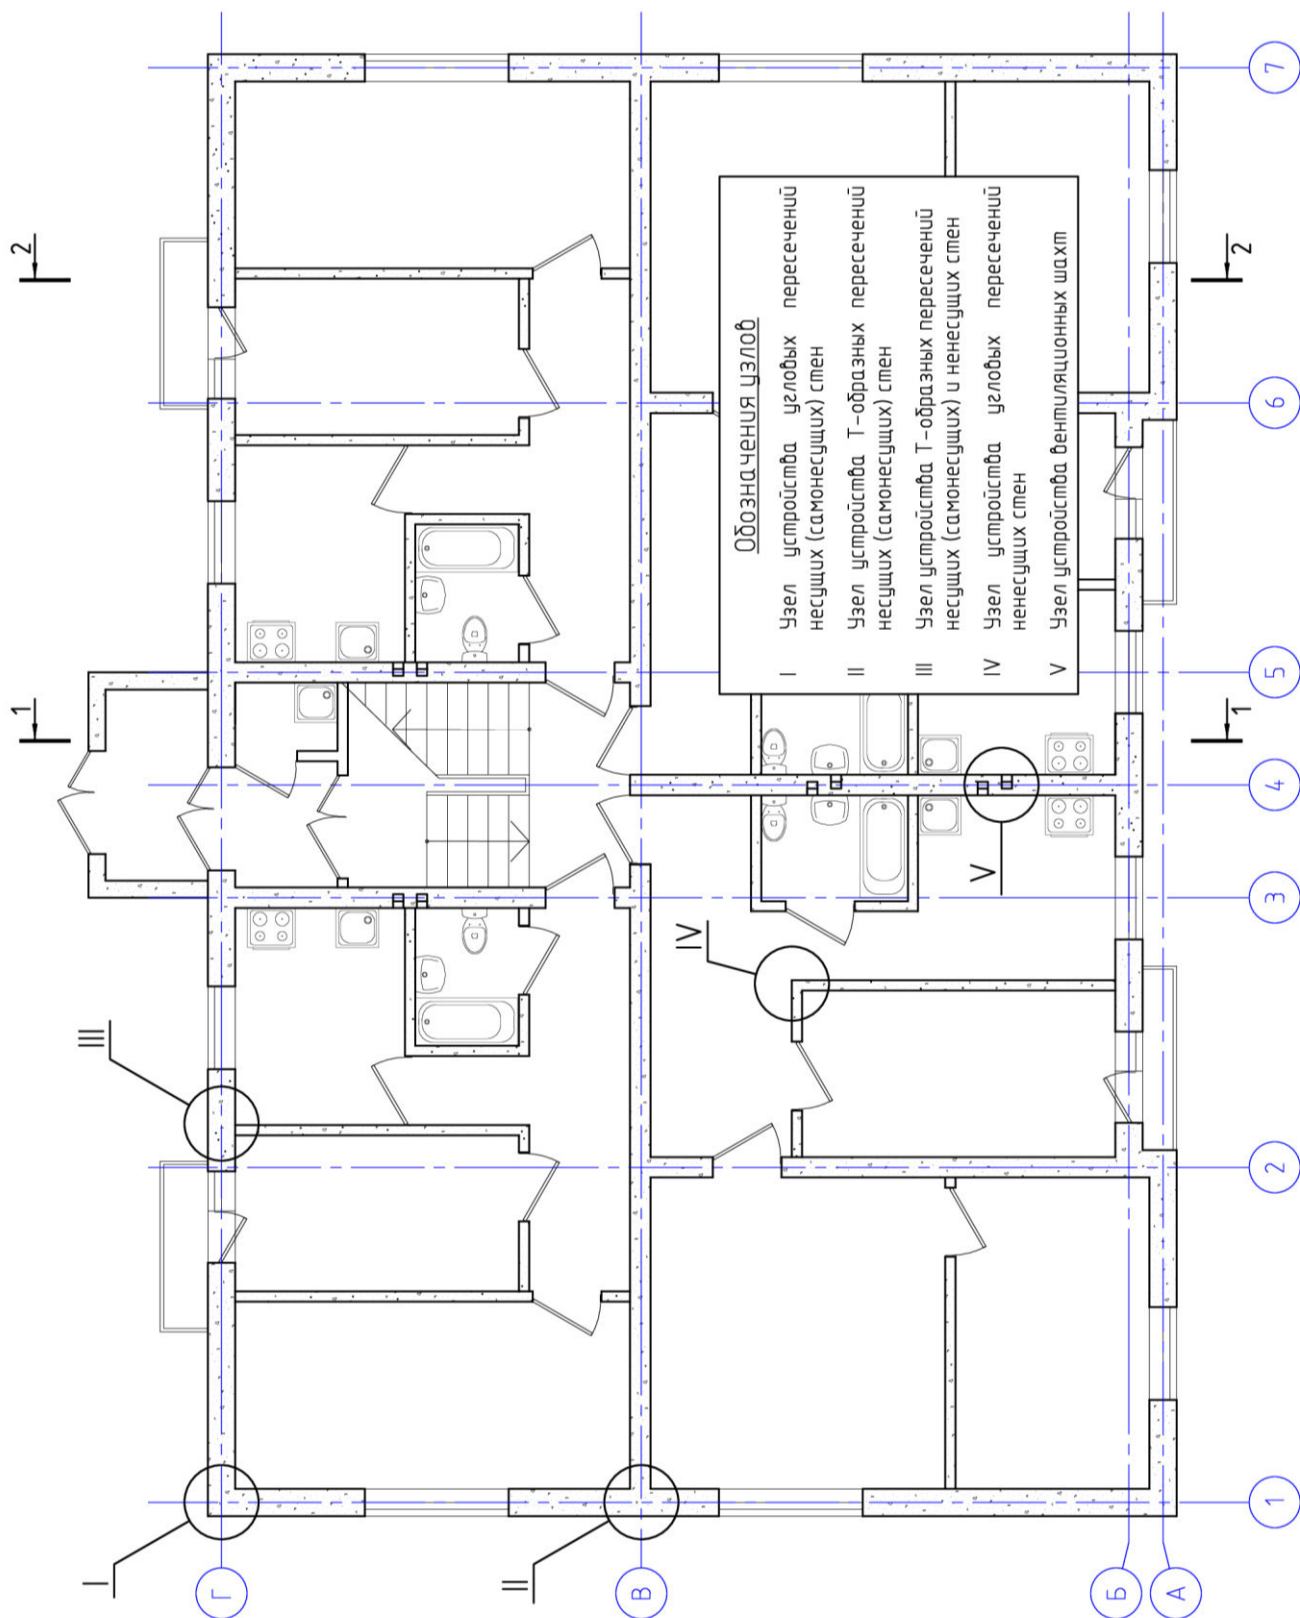 1
2
I
III
Г
II
В
IV
V
Обозначения узлов
I Узел устройства угловых пересечений
несущих (самонесущих) стен
II Узел устройства Т-образных пересечений
несущих (самонесущих) стен
III Узел устройства Т-образных пересечений
несущих (самонесущих) и ненесущих стен
IV Узел устройства угловых пересечений
ненесущих стен
V Узел устройства вентиляционных шахт
Б
А
1
2
1
2
3
4
5
6
7